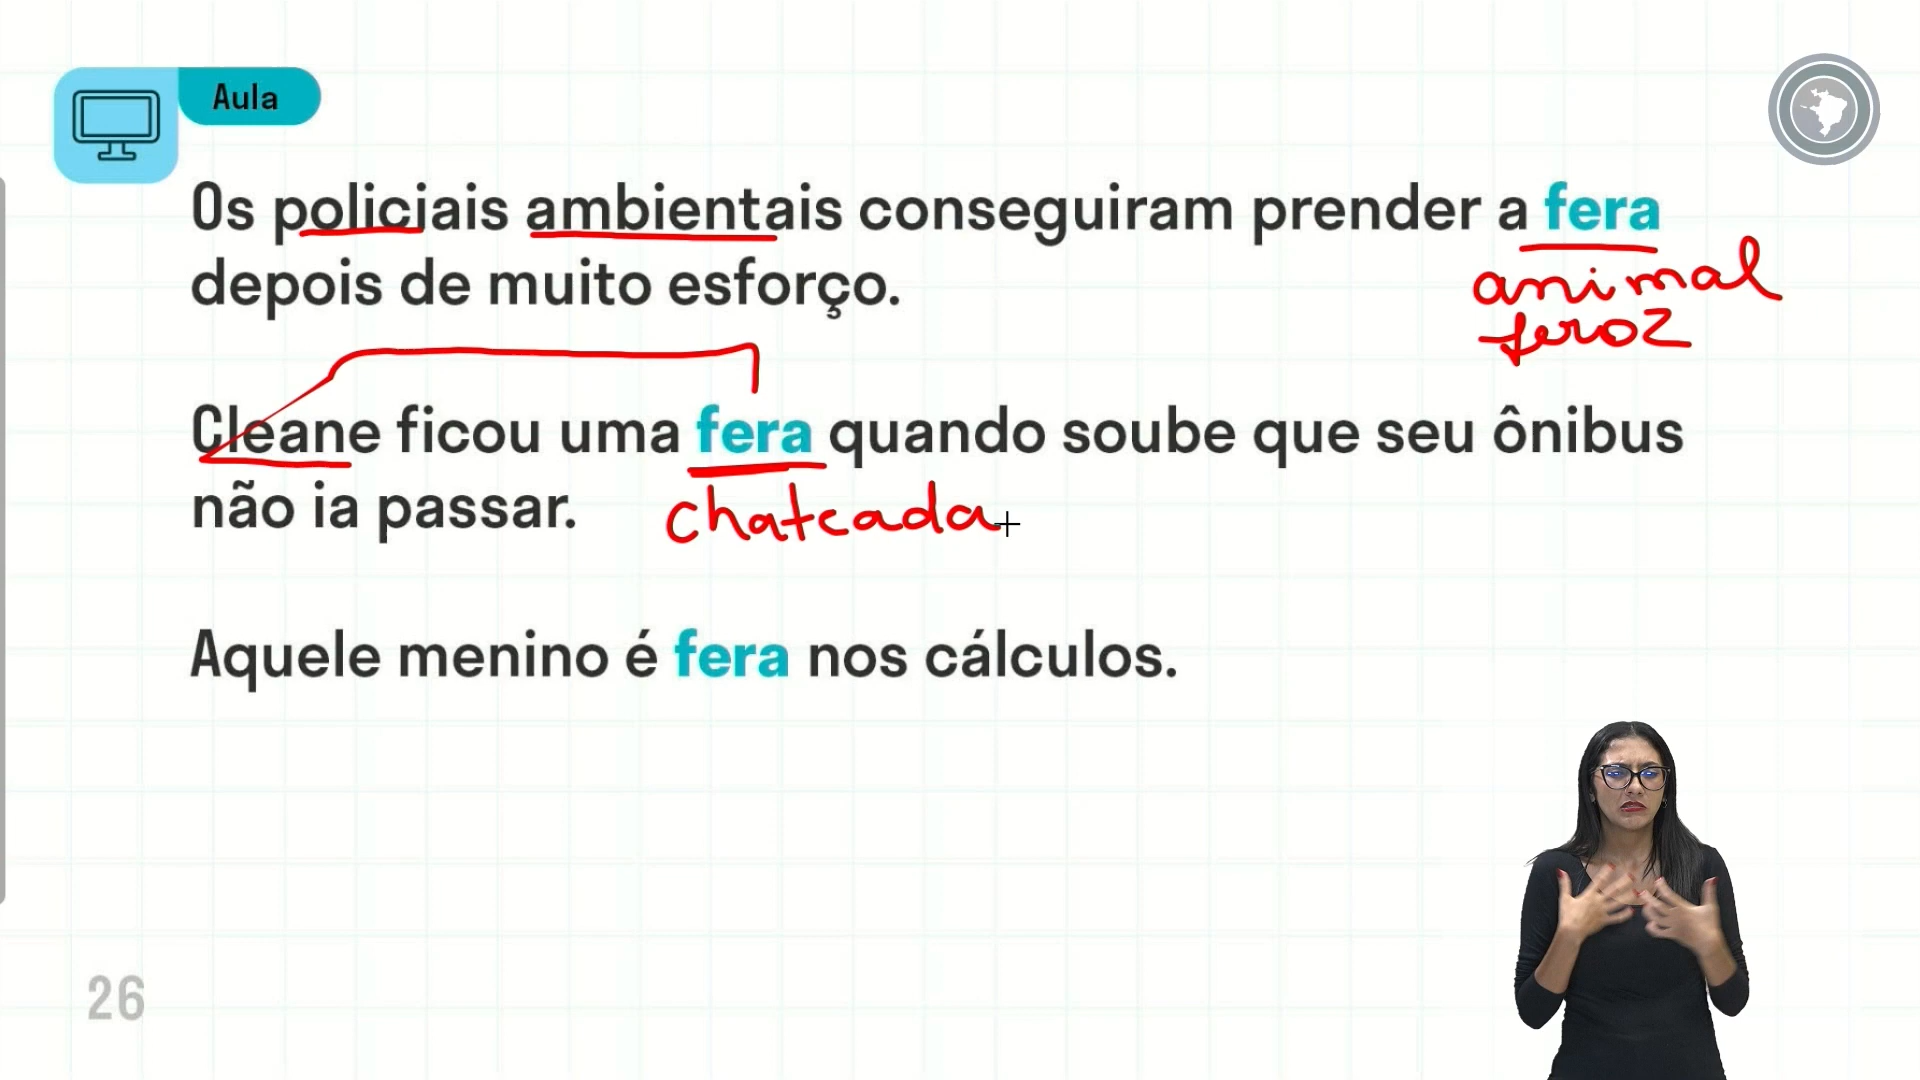 Aula
Os policiais ambientais conseguiram prender a fera
animal
depois de muito esforço.
feroz
Cleane ficou uma fera quando soube que seu ônibus
não ia passar.
chateada
Aquele menino é fera nos cálculos.
26